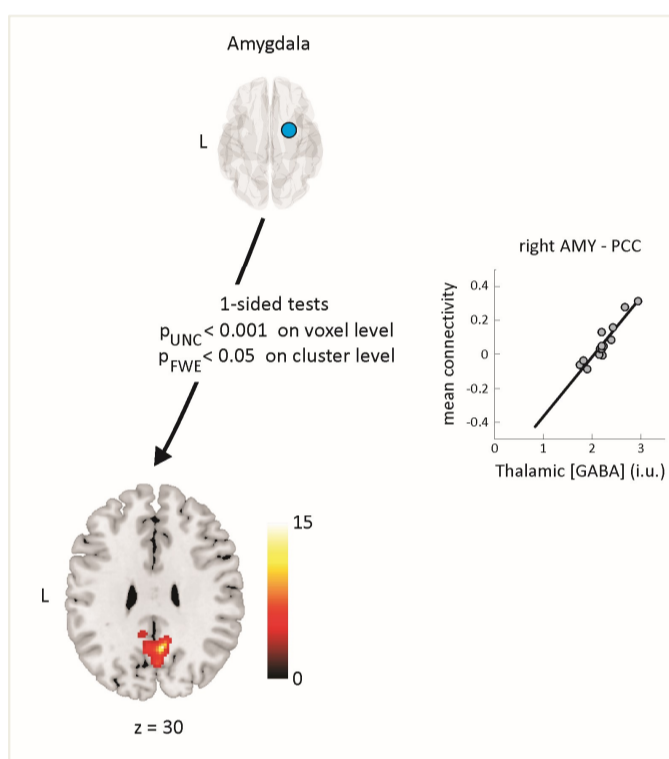 Amygdala
L
1-sided tests
pUNC< 0.001 on voxel level
pFWE< 0.05 on cluster level
right AMY - PCC
mean connectivity
0.4
0.2
0
-0.2
-0.4
0 1 2 3
Thalamic [GABA] (i.u.)
L
15
0
z = 30